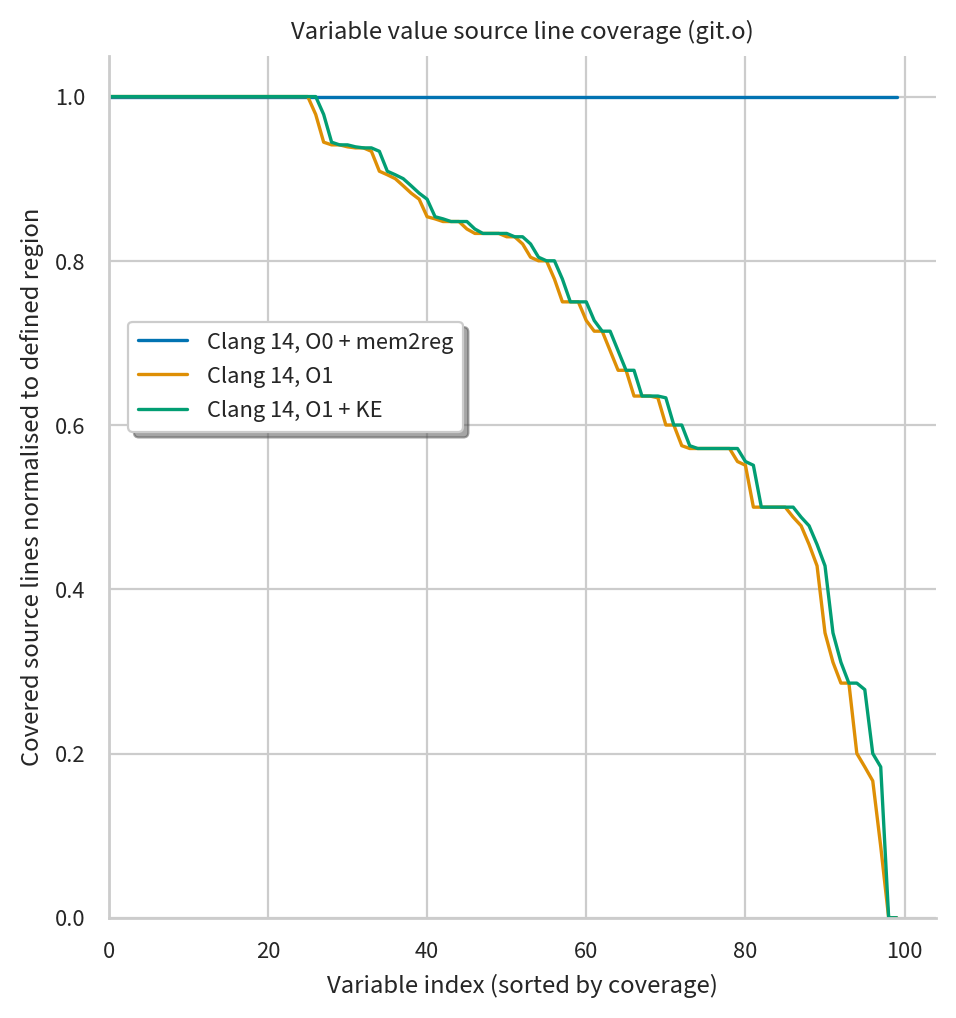 Variable value source line coverage (git.o)
Covered source lines normalised to defined region
1.0
0.8
0.6
0.4
0.2
0.0
Clang 14, O0 + mem2reg
Clang 14, O1
Clang 14, O1 + KE
0 20 40 60 80 100
Variable index (sorted by coverage)